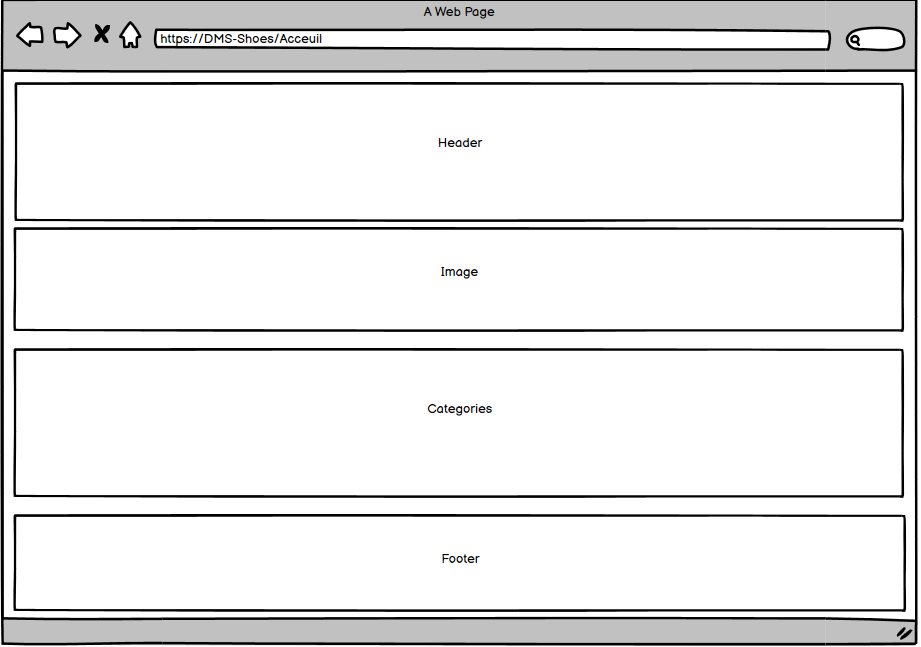 A Web Page
https://DMS-Shoes/Acceuil
Header
Image
Categories
Footer